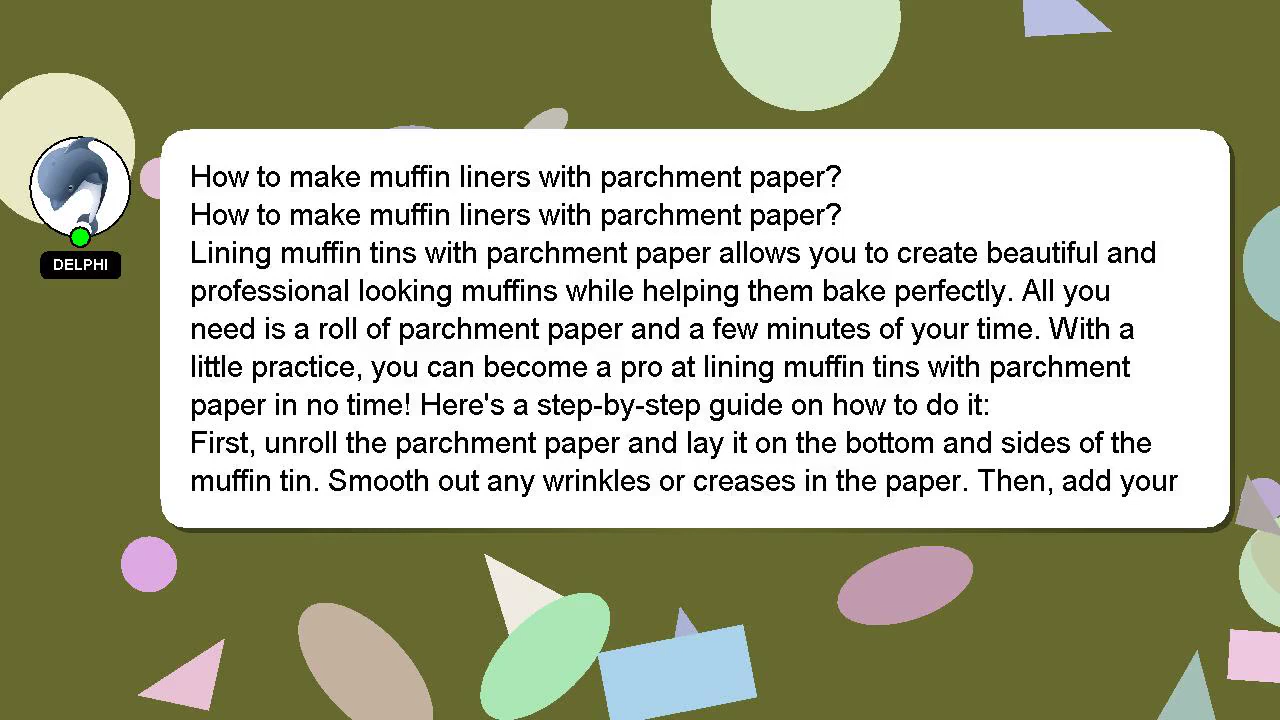 How to make muffin liners with parchment paper?
How to make muffin liners with parchment paper?
Lining muffin tins with parchment paper allows you to create beautiful and
professional looking muffins while helping them bake perfectly. All you
need is a roll of parchment paper and a few minutes of your time. With a
little practice, you can become a pro at lining muffin tins with parchment
paper in no time! Here's a step-by-step guide on how to do it:
First, unroll the parchment paper and lay it on the bottom and sides of the
muffin tin. Smooth out any wrinkles or creases in the paper. Then, add your
DELPHI